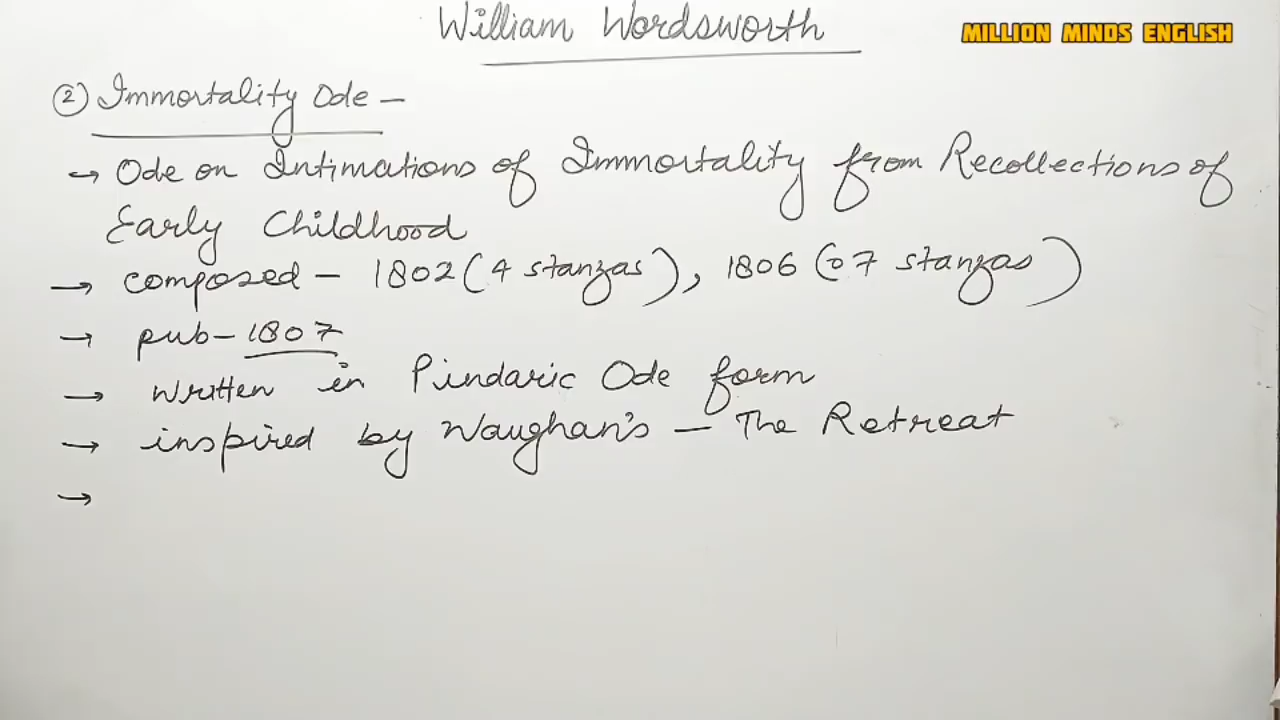 William Wordsworth
MILLION MINDS ENGLISH
② Immortality Ode –
→ Ode on Intimations of Immortality from Recollections of
Early Childhood
→ composed – 1802 (4 stanzas), 1806 (07 stanzas)
→ pub – 1807
→ Written in Pindaric Ode form
→ inspired by Waughan's – The Retreat
→